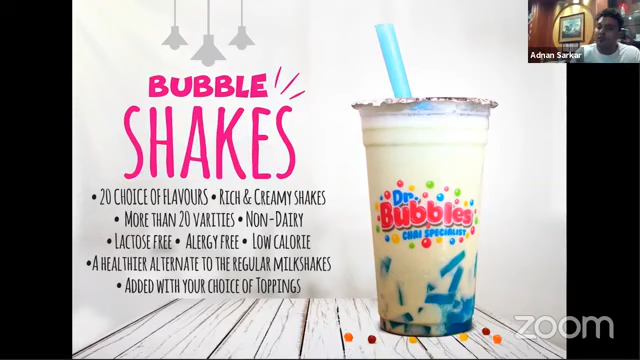 BUBBLE
SHAKES
• 20 CHOICE OF FLAVOURS • RICH & CREAMY SHAKES
• MORE THAN 20 VARITIES • NON-DAIRY
• LACTOSE FREE • ALERGY FREE • LOW CALORIE
• A HEALTHIER ALTERNATE TO THE REGULAR MILKSHAKES
• ADDED WITH YOUR CHOICE OF TOPPINGS
Dr.
Bubbles
CHAI SPECIALIST
Adnan Sarkar
zoom